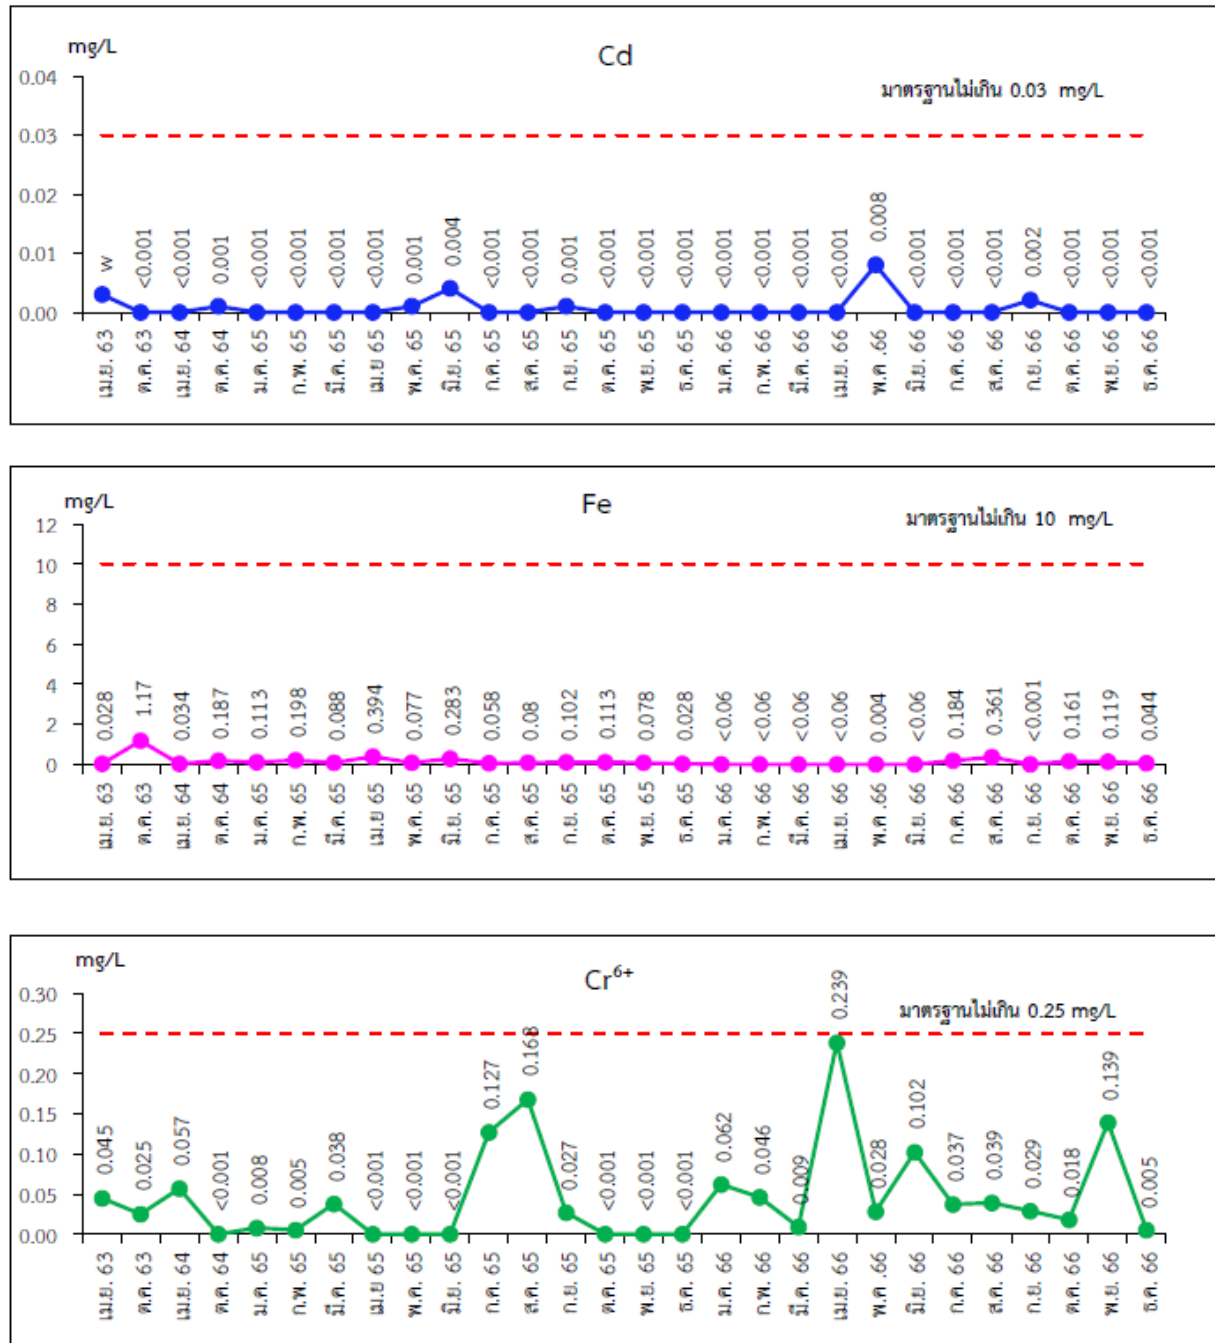 mg/L
Cd
มาตรฐานไม่เกิน 0.03 mg/L
0.04
0.03
0.02
0.01
0.00
w <0.001 <0.001 0.001 <0.001 <0.001 <0.001 <0.001 0.001 0.004 <0.001 <0.001 0.001 <0.001 <0.001 <0.001 <0.001 <0.001 <0.001 <0.001 0.008 <0.001 <0.001 <0.001 0.002 <0.001 <0.001 <0.001
เม.ย. 63 ต.ค. 63 เม.ย. 64 ต.ค. 64 ม.ค. 65 ก.พ. 65 มี.ค. 65 เม.ย 65 พ.ค. 65 มิ.ย. 65 ก.ค. 65 ส.ค. 65 ก.ย. 65 ต.ค. 65 พ.ย. 65 ธ.ค. 65 ม.ค. 66 ก.พ. 66 มี.ค. 66 เม.ย. 66 พ.ค .66 มิ.ย. 66 ก.ค. 66 ส.ค. 66 ก.ย. 66 ต.ค. 66 พ.ย. 66 ธ.ค. 66
mg/L
Fe
มาตรฐานไม่เกิน 10 mg/L
12
10
8
6
4
2
0
0.028 1.17 0.034 0.187 0.113 0.198 0.088 0.394 0.077 0.283 0.058 0.08 0.102 0.113 0.078 0.028 <0.06 <0.06 <0.06 <0.06 0.004 <0.06 0.184 0.361 <0.001 0.161 0.119 0.044
เม.ย. 63 ต.ค. 63 เม.ย. 64 ต.ค. 64 ม.ค. 65 ก.พ. 65 มี.ค. 65 เม.ย 65 พ.ค. 65 มิ.ย. 65 ก.ค. 65 ส.ค. 65 ก.ย. 65 ต.ค. 65 พ.ย. 65 ธ.ค. 65 ม.ค. 66 ก.พ. 66 มี.ค. 66 เม.ย. 66 พ.ค .66 มิ.ย. 66 ก.ค. 66 ส.ค. 66 ก.ย. 66 ต.ค. 66 พ.ย. 66 ธ.ค. 66
mg/L
Cr⁶⁺
มาตรฐานไม่เกิน 0.25 mg/L
0.30
0.25
0.20
0.15
0.10
0.05
0.00
0.045 0.025 0.057 <0.001 0.008 0.005 0.038 <0.001 <0.001 <0.001 0.127 0.168 0.027 <0.001 <0.001 <0.001 0.062 0.046 0.009 0.239 0.028 0.102 0.037 0.039 0.029 0.018 0.139 0.005
เม.ย. 63 ต.ค. 63 เม.ย. 64 ต.ค. 64 ม.ค. 65 ก.พ. 65 มี.ค. 65 เม.ย 65 พ.ค. 65 มิ.ย. 65 ก.ค. 65 ส.ค. 65 ก.ย. 65 ต.ค. 65 พ.ย. 65 ธ.ค. 65 ม.ค. 66 ก.พ. 66 มี.ค. 66 เม.ย. 66 พ.ค .66 มิ.ย. 66 ก.ค. 66 ส.ค. 66 ก.ย. 66 ต.ค. 66 พ.ย. 66 ธ.ค. 66